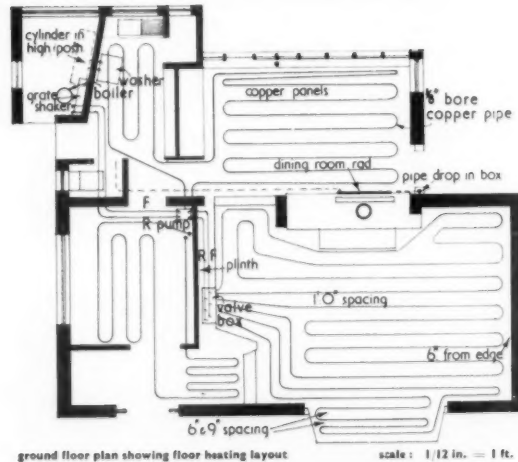 cylinder in
high posn
washer
boiler
grate
shaker
copper panels
bore
copper pipe
dining room rad
pipe drop in box
F
R pump
R F
plinth
1'0" spacing
valve
box
6" from edge
6" & 9" spacing
ground floor plan showing floor heating layout
scale : 1/12 in. = 1 ft.